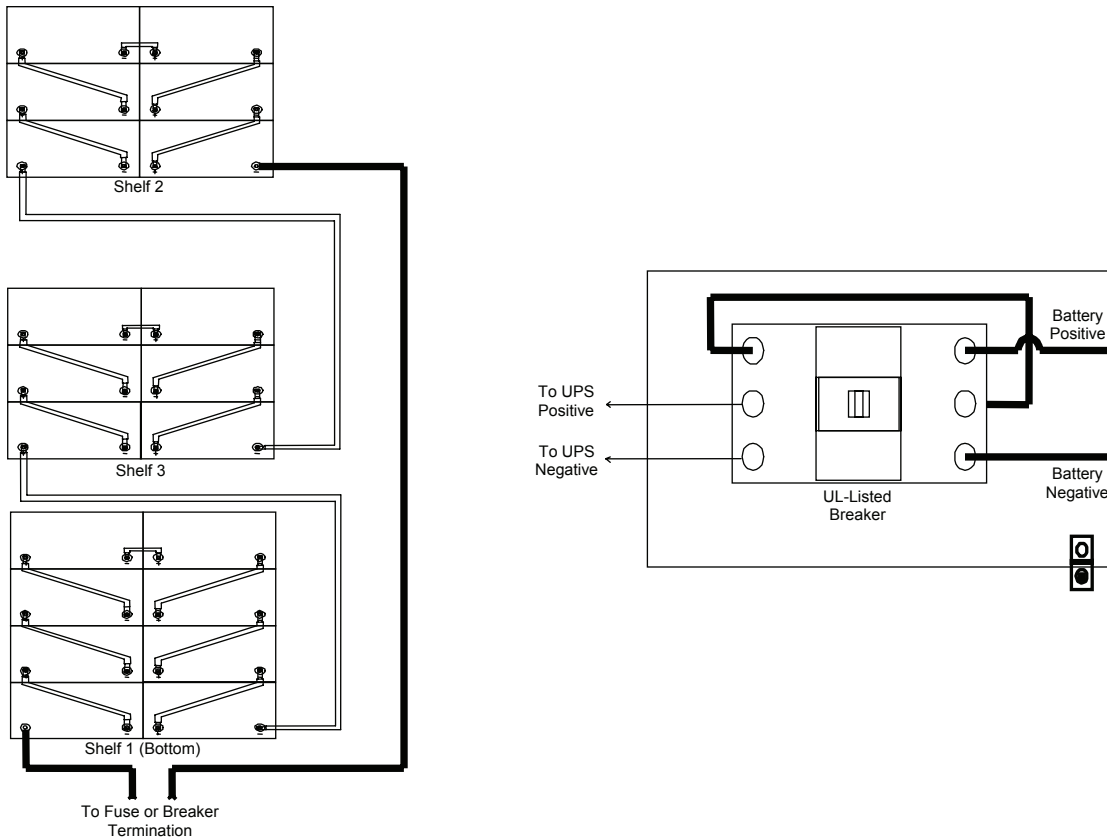 Shelf 2
Shelf 3
Shelf 1 (Bottom)
To Fuse or Breaker
Termination
To UPS
Positive
To UPS
Negative
UL-Listed
Breaker
Battery
Positive
Battery
Negative